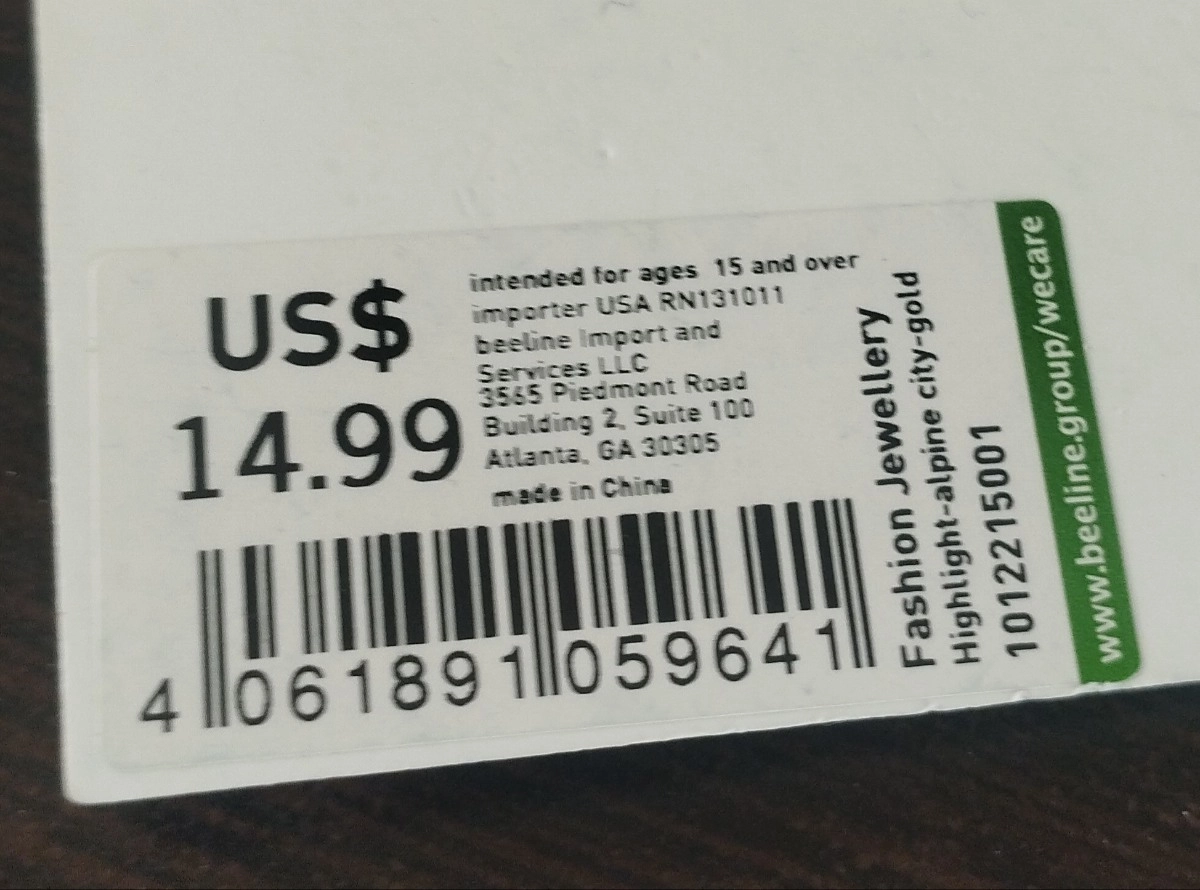 US$
14.99
intended for ages 15 and over
importer USA RN131011
beeline Import and
Services LLC
3565 Piedmont Road
Building 2, Suite 100
Atlanta, GA 30305
made in China
4 061891 059641
Fashion Jewellery
Highlight-alpine city-gold
1012215001
www.beeline.group/wecare